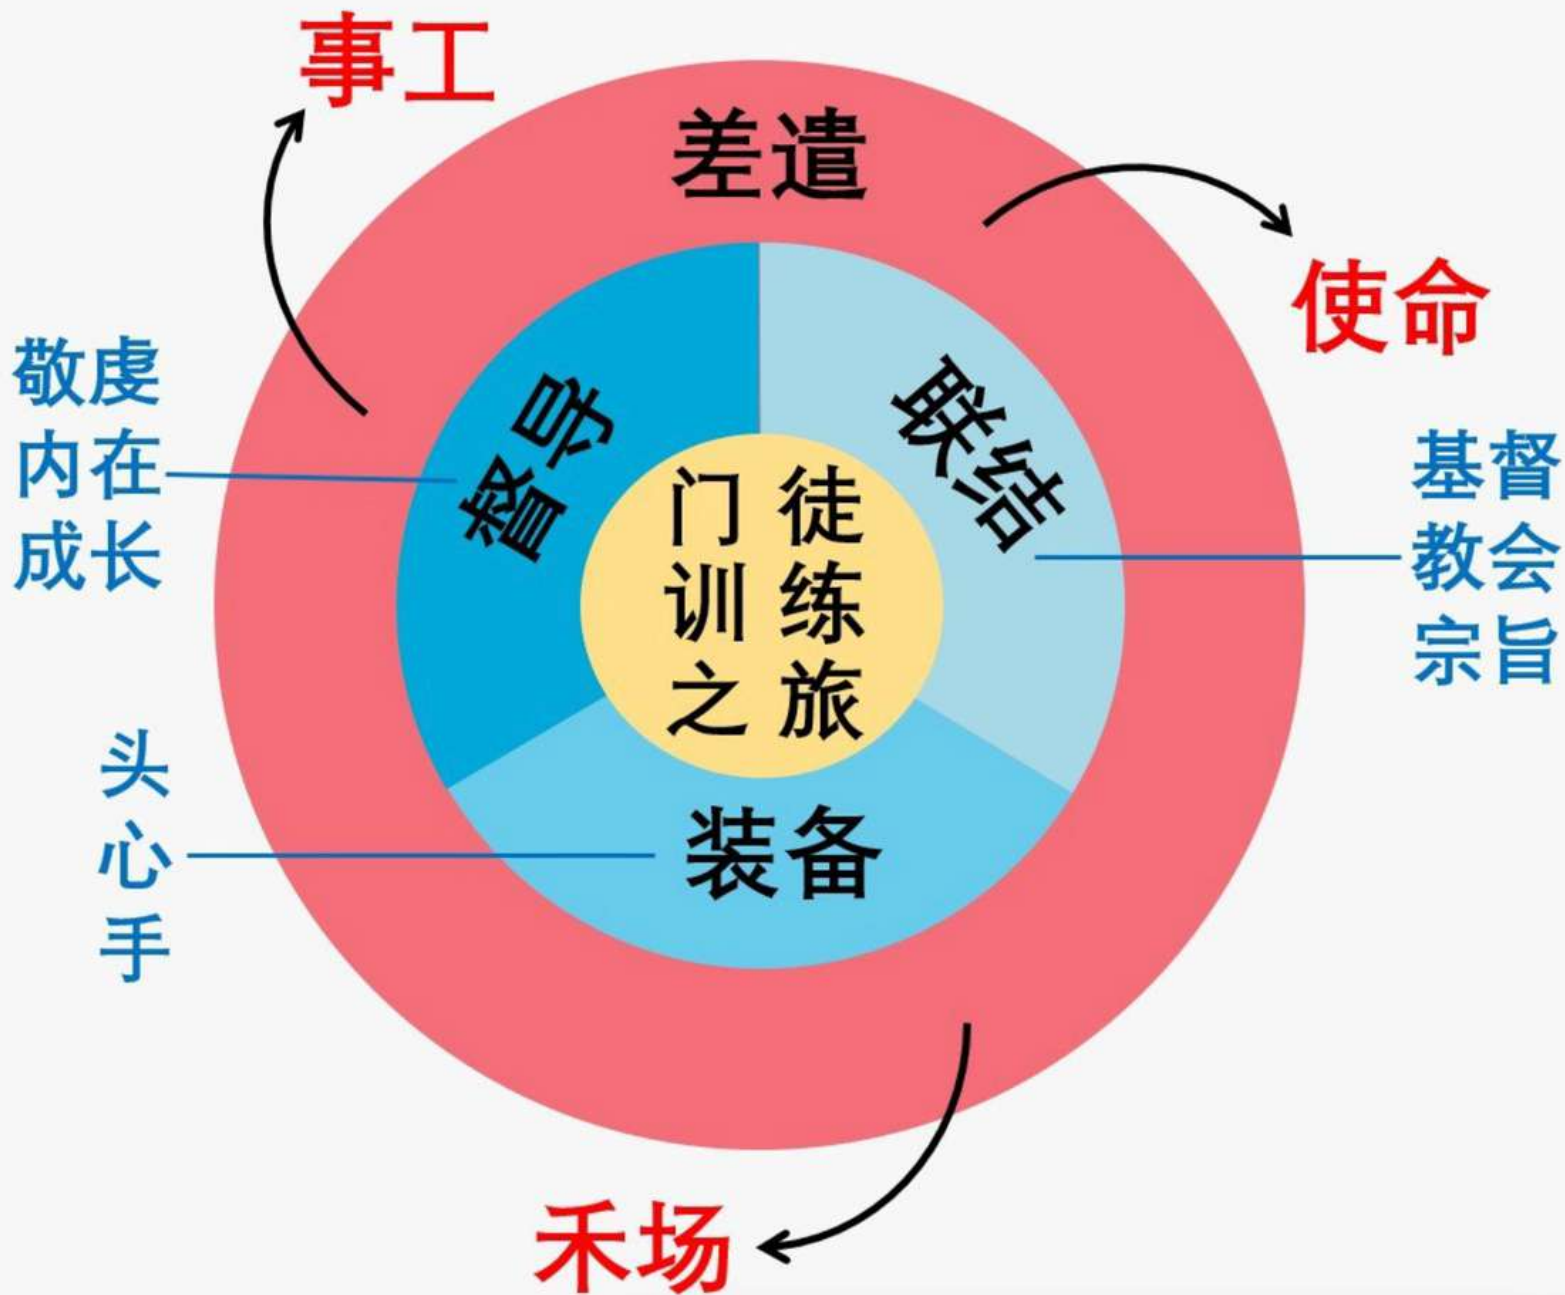 事工
差遣
使命
敬虔
内在
成长
督导
联结
基督
教会
宗旨
门徒
训练
之旅
头
心
手
装备
禾场